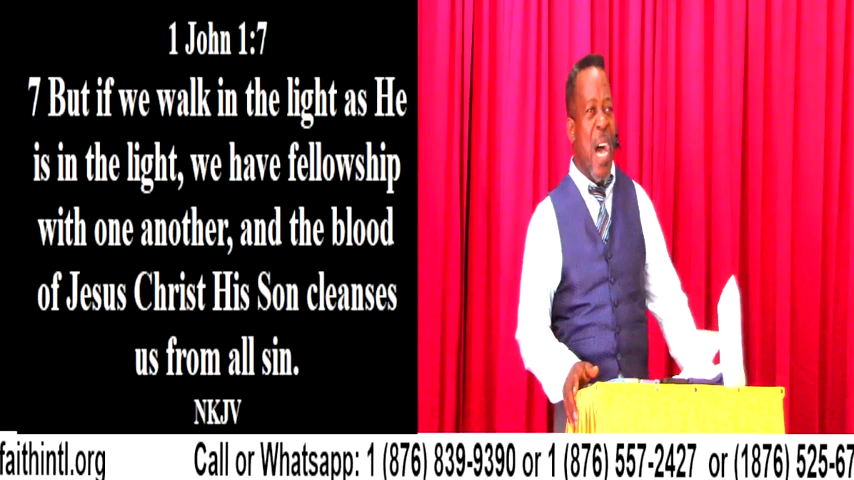 1 John 1:7
7 But if we walk in the light as He
is in the light, we have fellowship
with one another, and the blood
of Jesus Christ His Son cleanses
us from all sin.
NKJV
faithintl.org Call or Whatsapp: 1 (876) 839-9390 or 1 (876) 557-2427 or (1876) 525-67